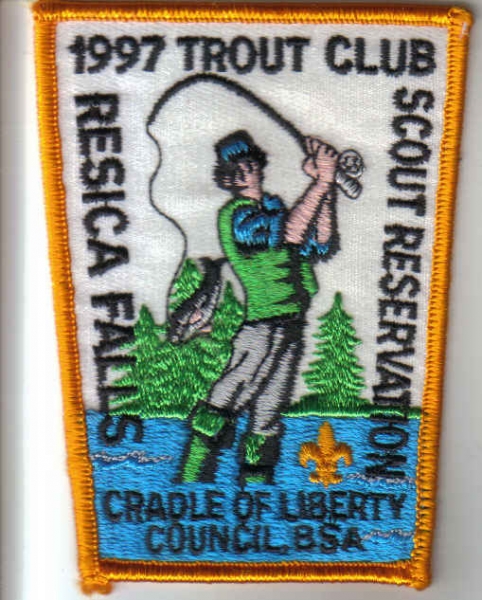 1997 TROUT CLUB
RESICA FALLS
SCOUT RESERVATION
CRADLE OF LIBERTY
COUNCIL, BSA